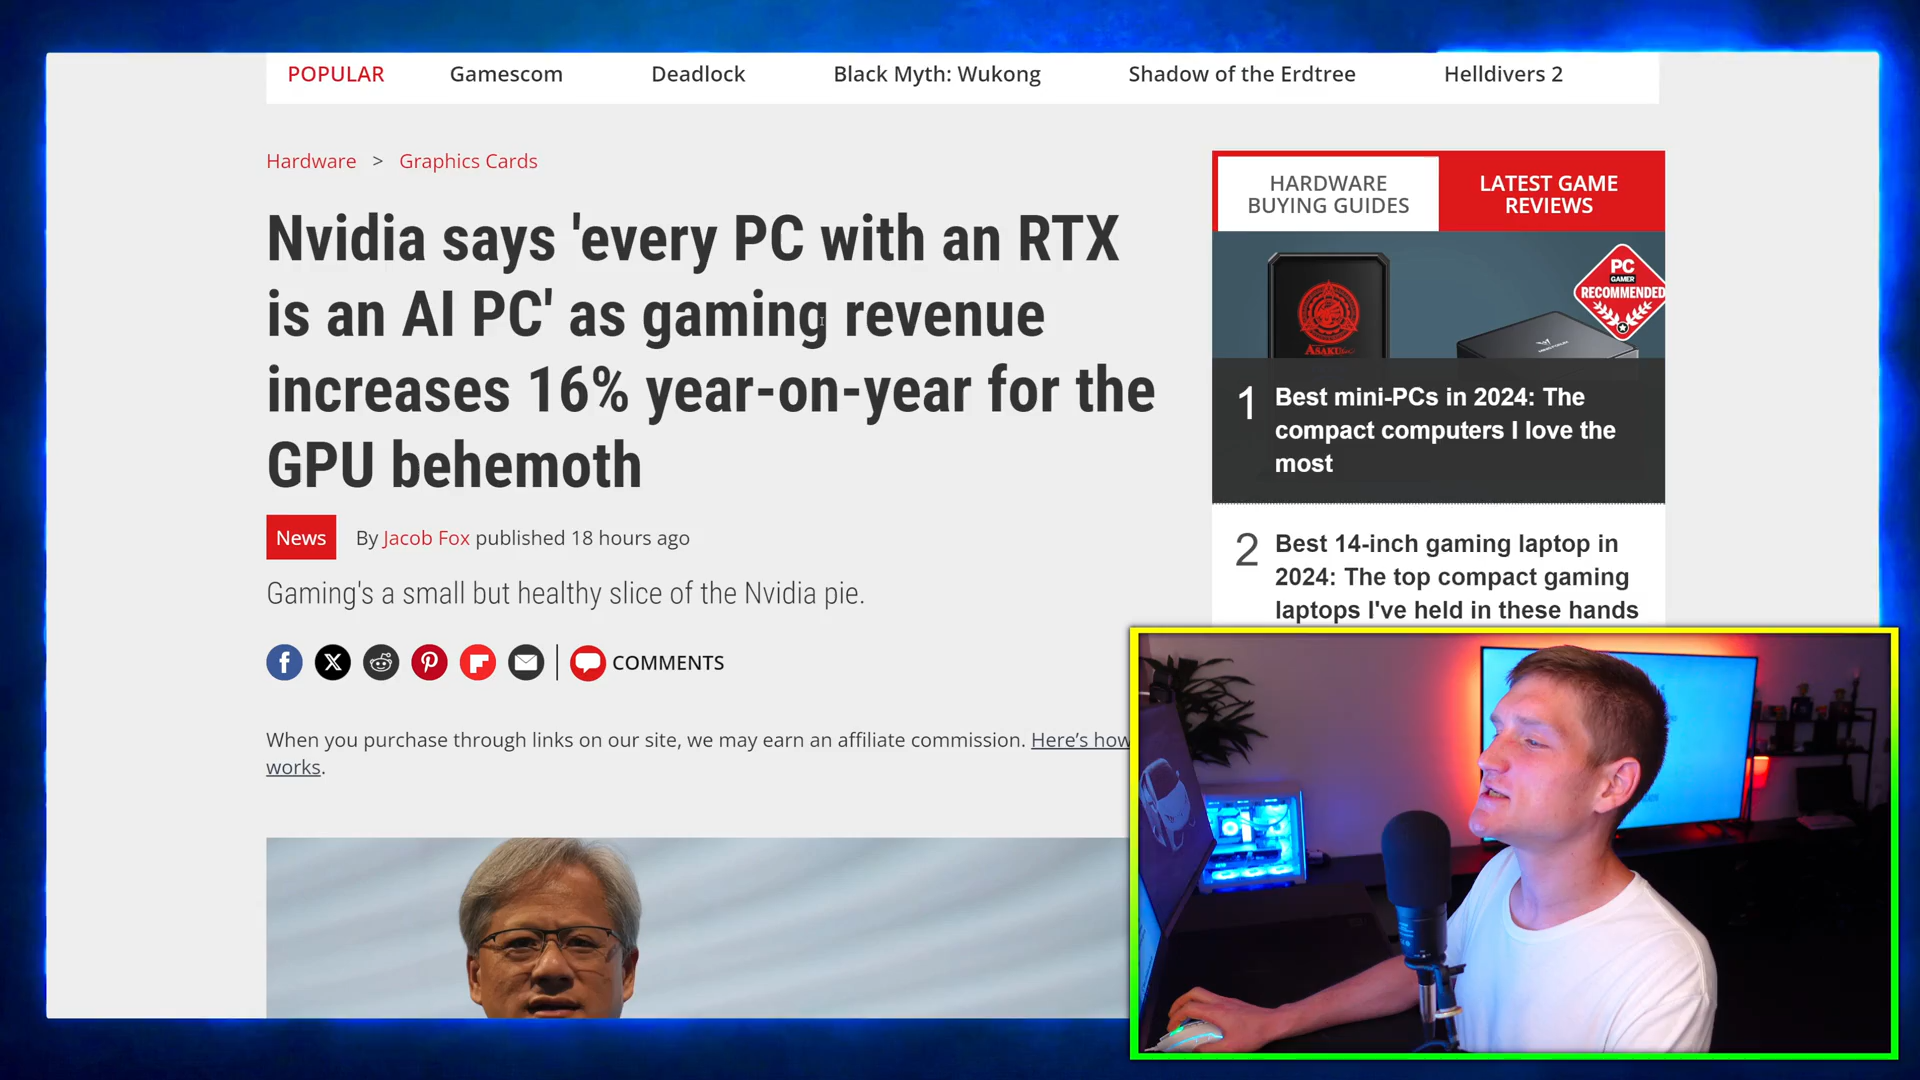 POPULAR Gamescom Deadlock Black Myth: Wukong Shadow of the Erdtree Helldivers 2
Hardware > Graphics Cards
Nvidia says 'every PC with an RTX
is an AI PC' as gaming revenue
increases 16% year-on-year for the
GPU behemoth
News By Jacob Fox published 18 hours ago
Gaming's a small but healthy slice of the Nvidia pie.
COMMENTS
When you purchase through links on our site, we may earn an affiliate commission. Here's how
works.
HARDWARE
BUYING GUIDES
LATEST GAME
REVIEWS
PC
GAMER
RECOMMENDED
1 Best mini-PCs in 2024: The
compact computers I love the
most
2 Best 14-inch gaming laptop in
2024: The top compact gaming
laptops I've held in these hands